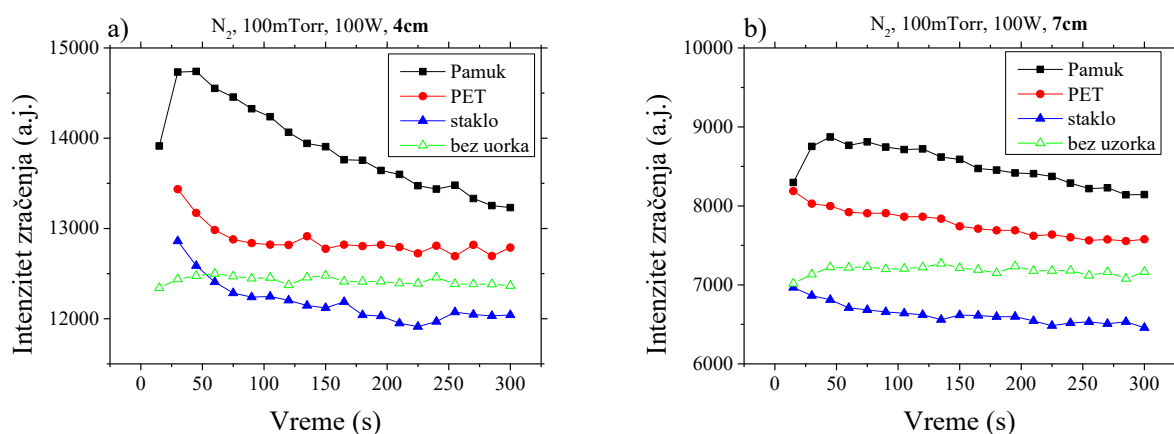 a)
N₂, 100mTorr, 100W, 4cm
Intenzitet zračenja (a.j.)
15000
14000
13000
12000
Pamuk
PET
staklo
bez uorka
0 50 100 150 200 250 300
Vreme (s)
b)
N₂, 100mTorr, 100W, 7cm
Intenzitet zračenja (a.j.)
10000
9000
8000
7000
6000
Pamuk
PET
staklo
bez uzorka
0 50 100 150 200 250 300
Vreme (s)